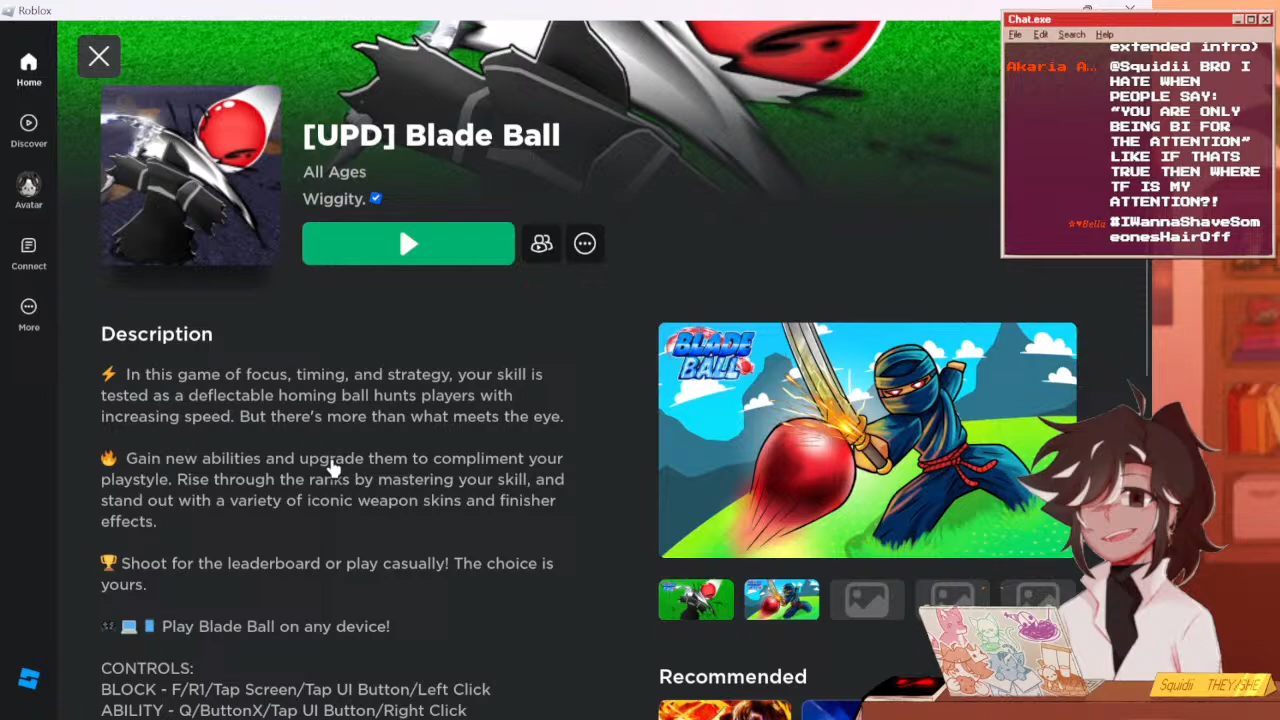 Roblox
Home
Discover
Avatar
Connect
More
[UPD] Blade Ball
All Ages
Wiggity.
Description
⚡ In this game of focus, timing, and strategy, your skill is
tested as a deflectable homing ball hunts players with
increasing speed. But there's more than what meets the eye.
🔥 Gain new abilities and upgrade them to compliment your
playstyle. Rise through the ranks by mastering your skill, and
stand out with a variety of iconic weapon skins and finisher
effects.
🏆 Shoot for the leaderboard or play casually! The choice is
yours.
🎮 💻 📱 Play Blade Ball on any device!
CONTROLS:
BLOCK - F/R1/Tap Screen/Tap UI Button/Left Click
ABILITY - Q/ButtonX/Tap UI Button/Right Click
BLADE
BALL
Recommended
Chat.exe
File Edit Search Help
extended intro)
Akaria A... @Squidii BRO I
HATE WHEN
PEOPLE SAY:
"YOU ARE ONLY
BEING BI FOR
THE ATTENTION"
LIKE IF THATS
TRUE THEN WHERE
TF IS MY
ATTENTION?!
☆♥Bella #IWannaShaveSom
eonesHairOff
Squidii THEY/SHE